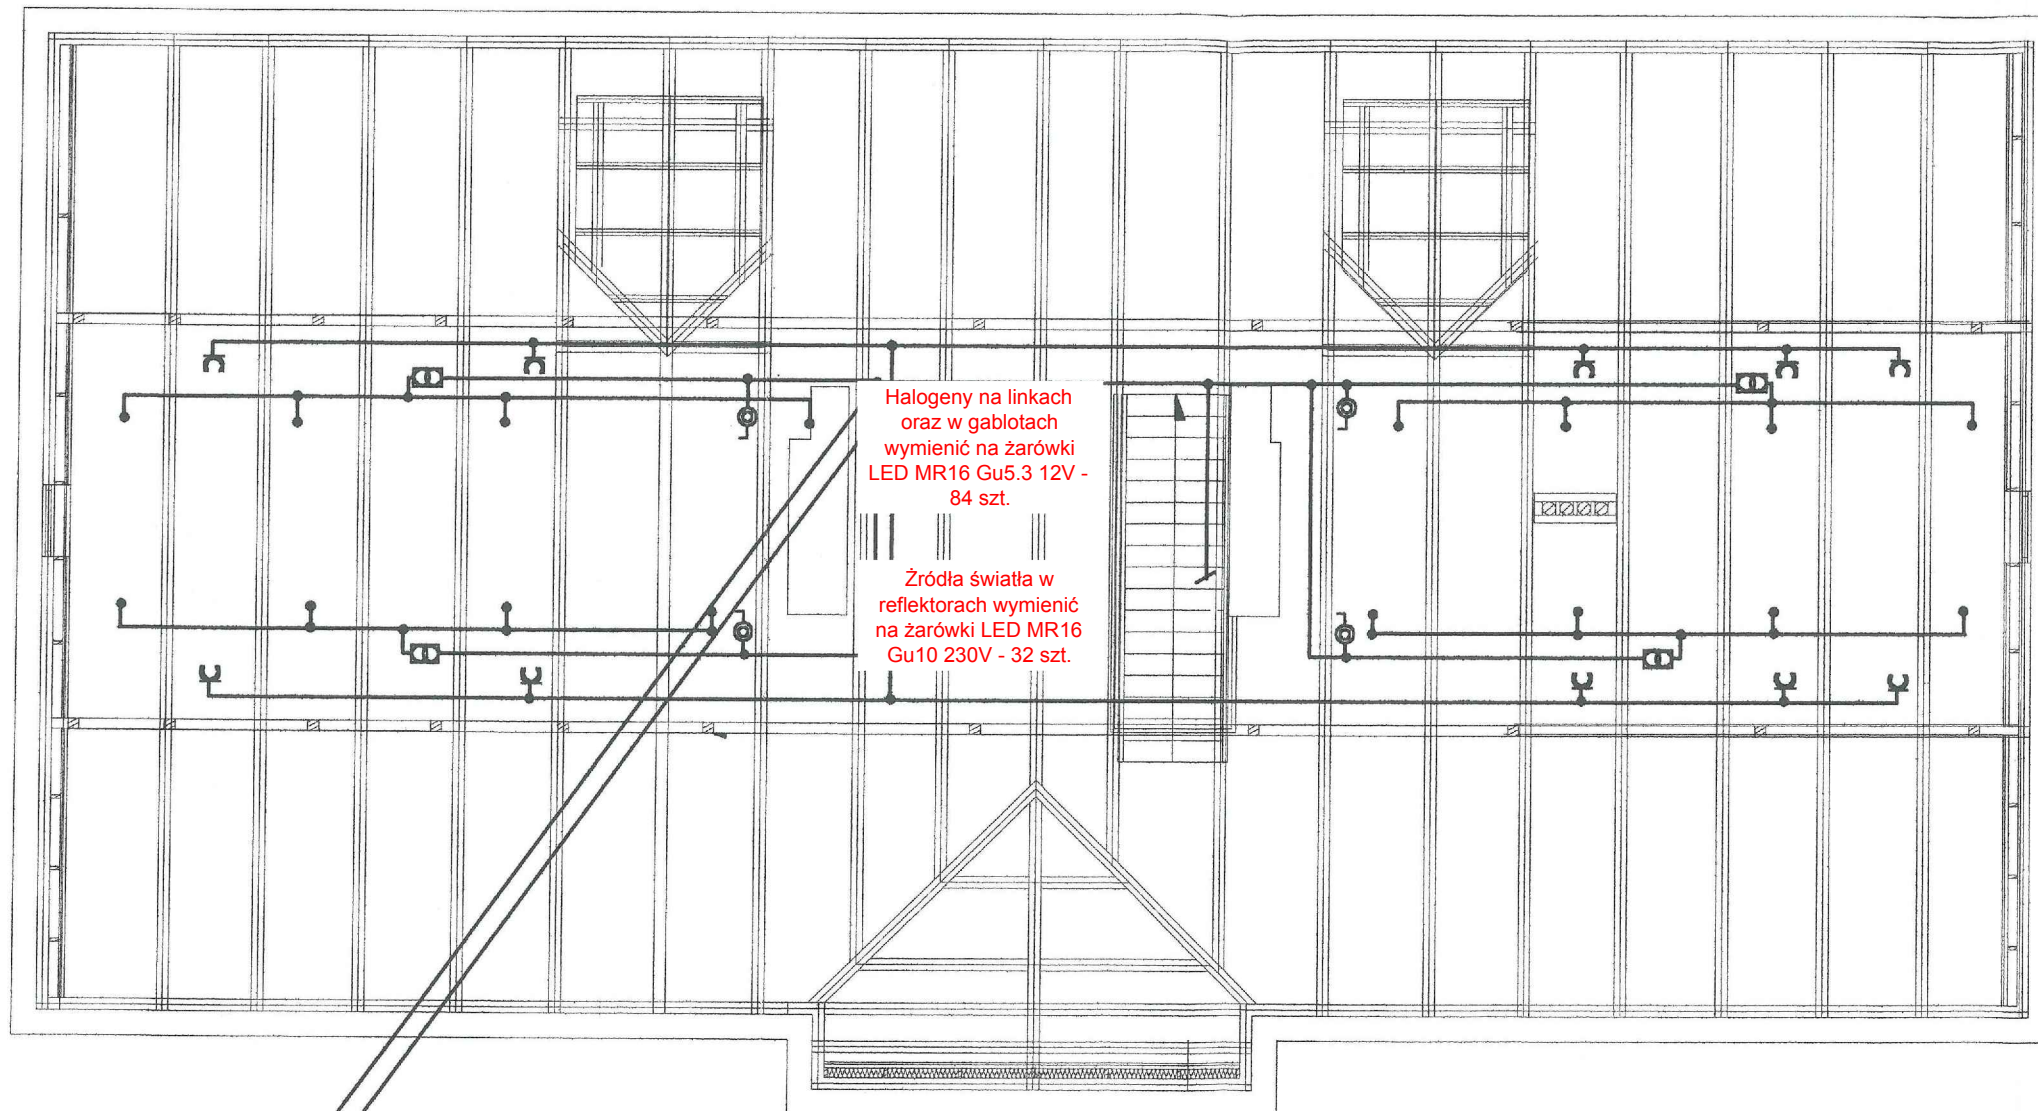 Halogeny na linkach
oraz w gablotach
wymienić na żarówki
LED MR16 Gu5.3 12V -
84 szt.
Żródła światła w
reflektorach wymienić
na żarówki LED MR16
Gu10 230V - 32 szt.